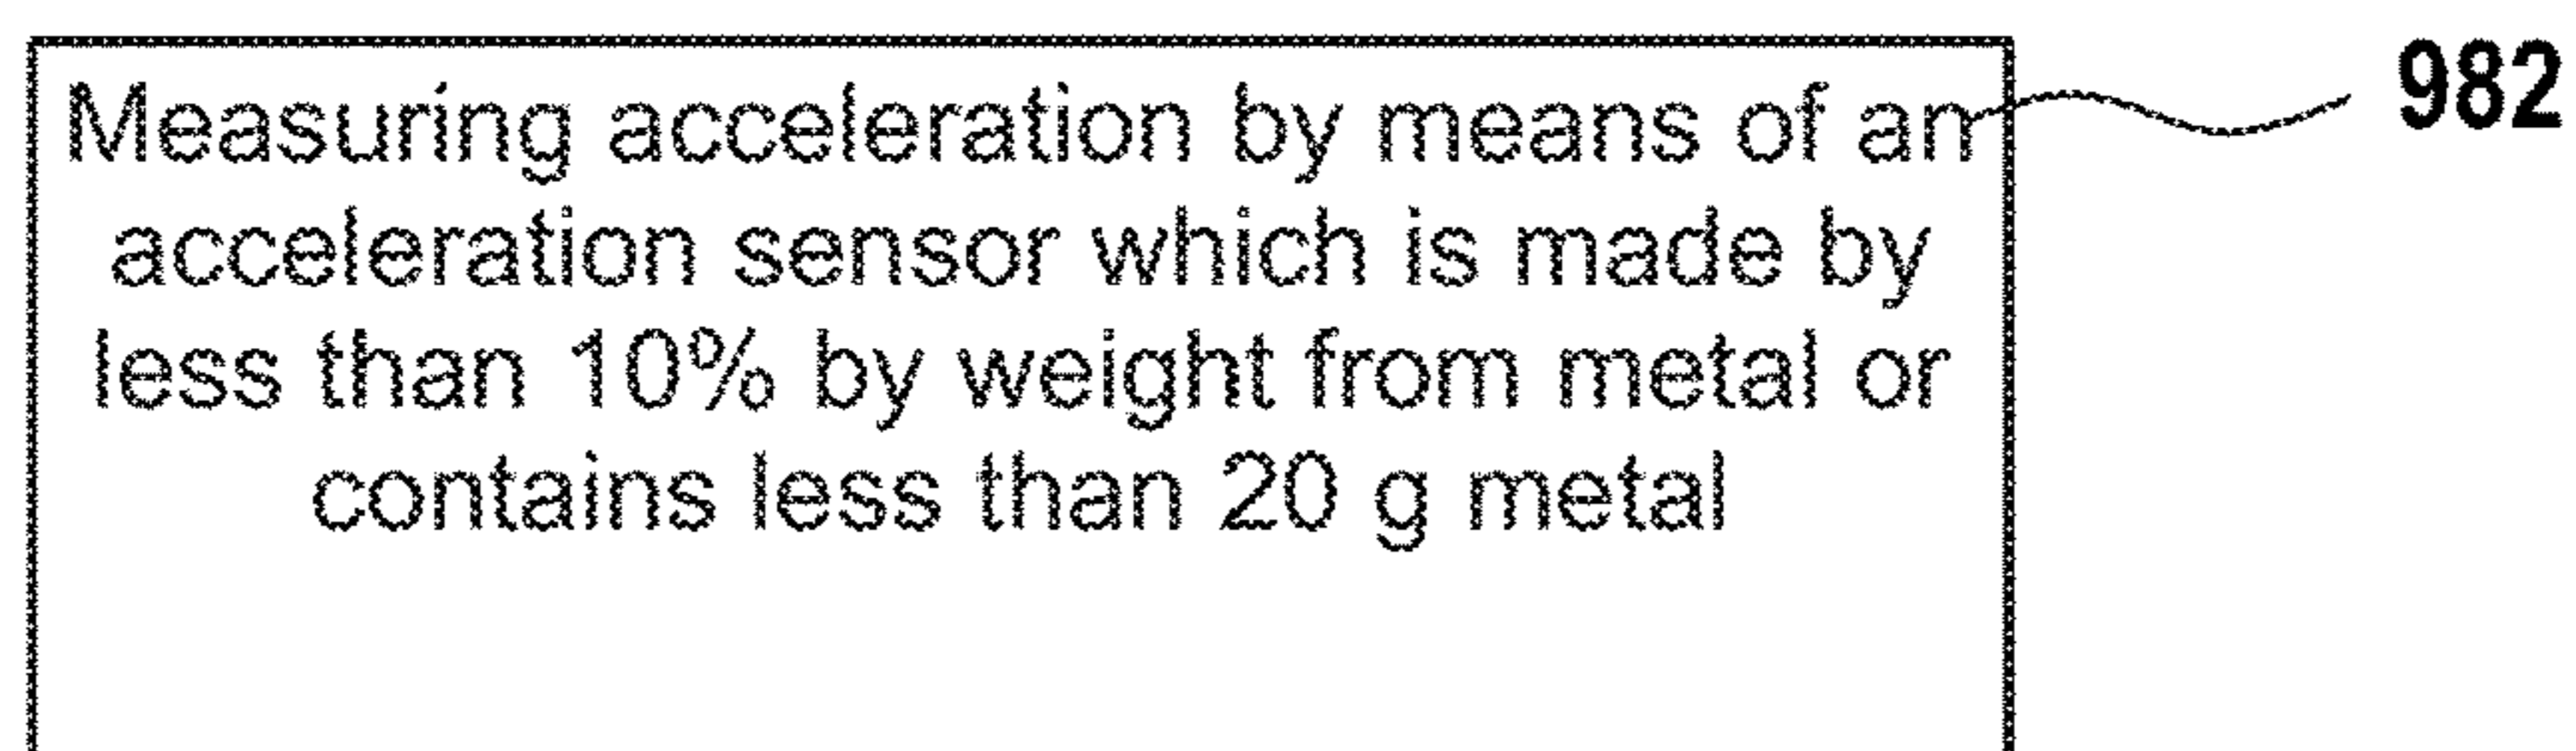 Measuring acceleration by means of an
982
acceleration sensor which is made by
less than 10% by weight from metal or
contains less than 20 g metal